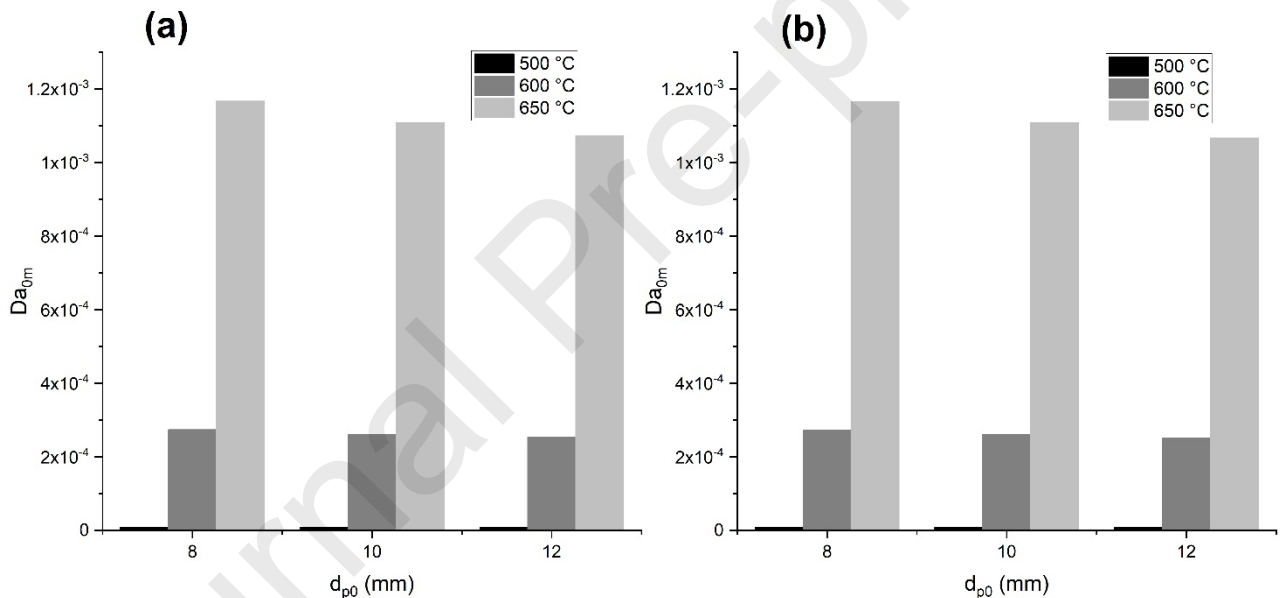 (a)
500 °C
600 °C
650 °C
1.2x10⁻³
1x10⁻³
8x10⁻⁴
6x10⁻⁴
4x10⁻⁴
2x10⁻⁴
0
Da₀ₘ
8
10
12
dₚ₀ (mm)
(b)
500 °C
600 °C
650 °C
1.2x10⁻³
1x10⁻³
8x10⁻⁴
6x10⁻⁴
4x10⁻⁴
2x10⁻⁴
0
Da₀ₘ
8
10
12
dₚ₀ (mm)
urnal Pre-p